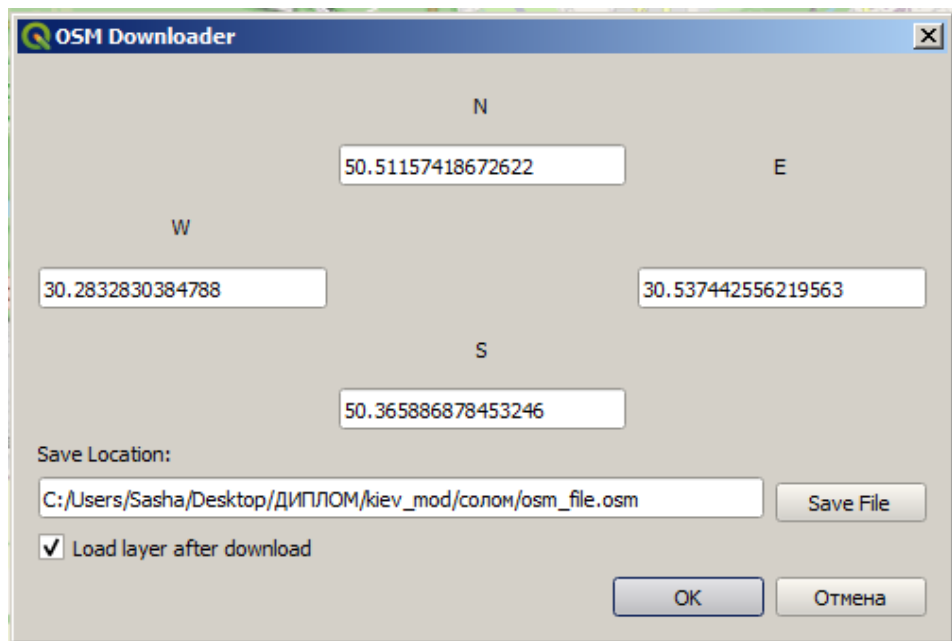 OSM Downloader
N
50.51157418672622
E
W
30.2832830384788
30.537442556219563
S
50.365886878453246
Save Location:
C:/Users/Sasha/Desktop/ДИПЛОМ/kiev_mod/солом/osm_file.osm
Save File
Load layer after download
OK
Отмена